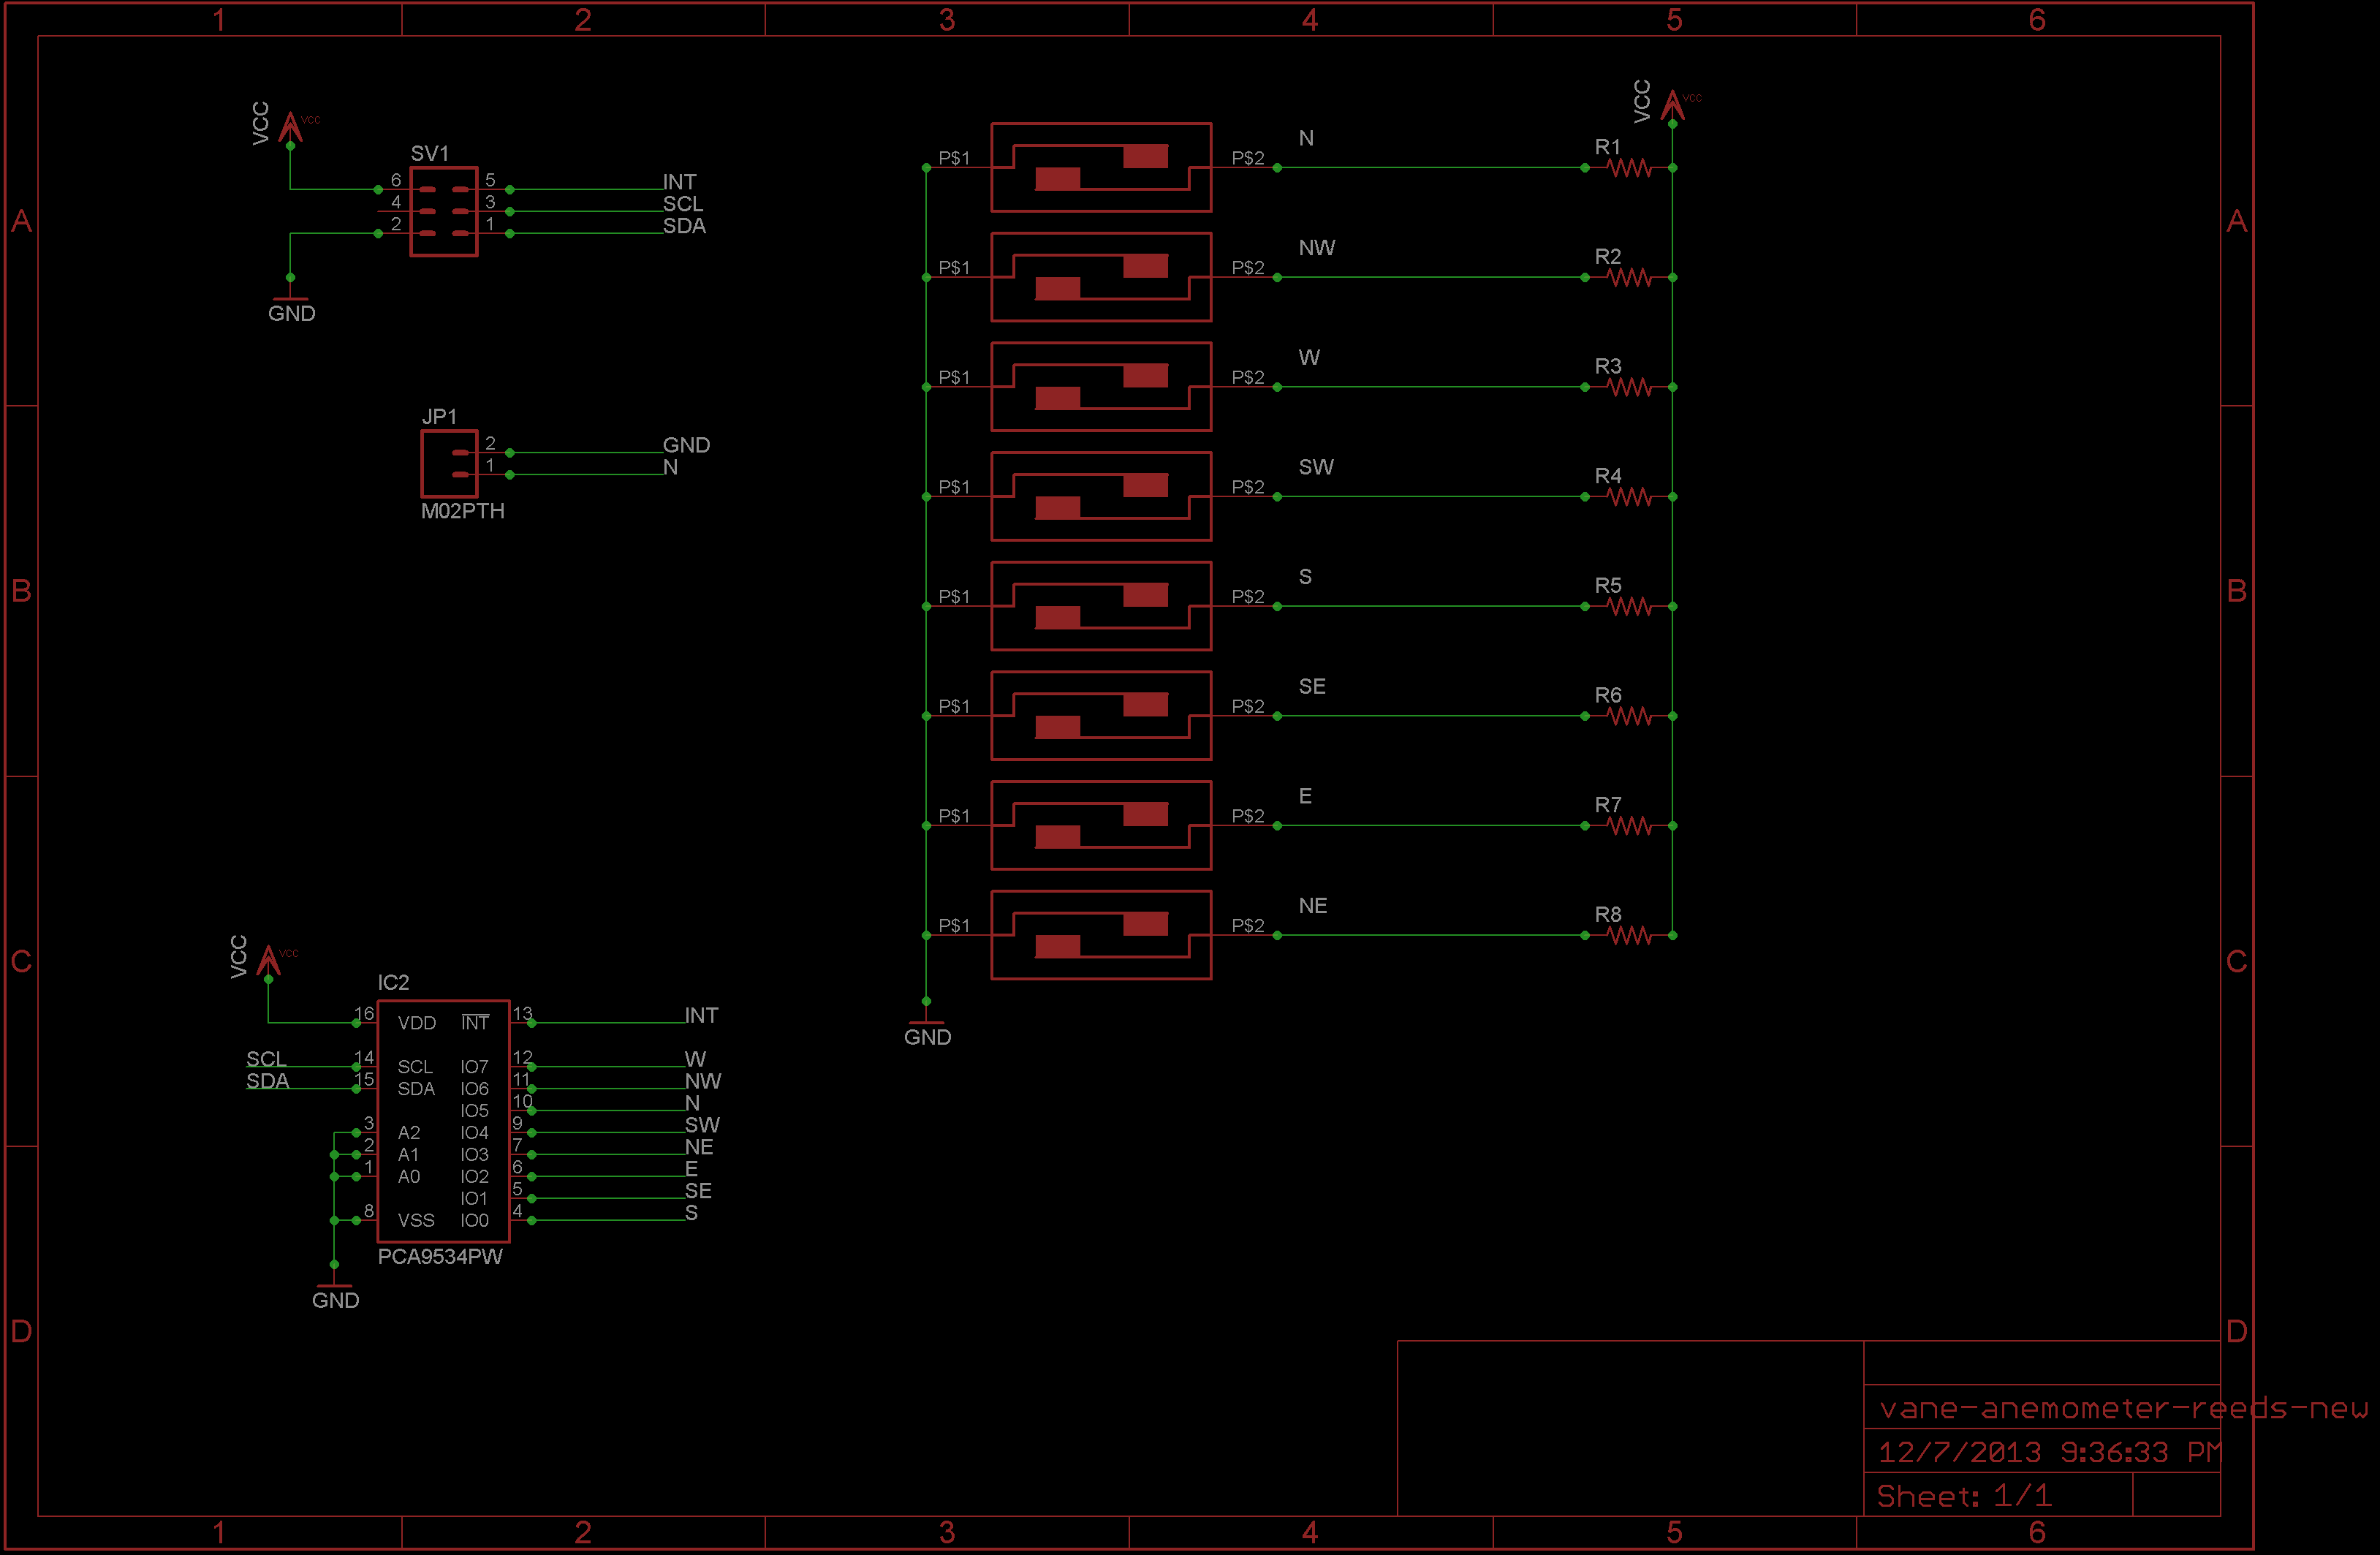 1 2 3 4 5 6
A A
VCC VCC
SV1
6 5 INT
4 3 SCL
2 1 SDA
GND
JP1
2 GND
1 N
M02PTH
B B
VCC VCC
N R1
P$1 P$2
NW R2
P$1 P$2
W R3
P$1 P$2
SW R4
P$1 P$2
S R5
P$1 P$2
SE R6
P$1 P$2
E R7
P$1 P$2
NE R8
P$1 P$2
GND
C C
VCC VCC
IC2
16 VDD INT 13 INT
SCL 14 SCL IO7 12 W
SDA 15 SDA IO6 11 NW
IO5 10 N
3 A2 IO4 9 SW
2 A1 IO3 7 NE
1 A0 IO2 6 E
IO1 5 SE
8 VSS IO0 4 S
PCA9534PW
GND
D D
vane-anemometer-reeds-new
12/7/2013 9:36:33 PM
Sheet: 1/1
1 2 3 4 5 6